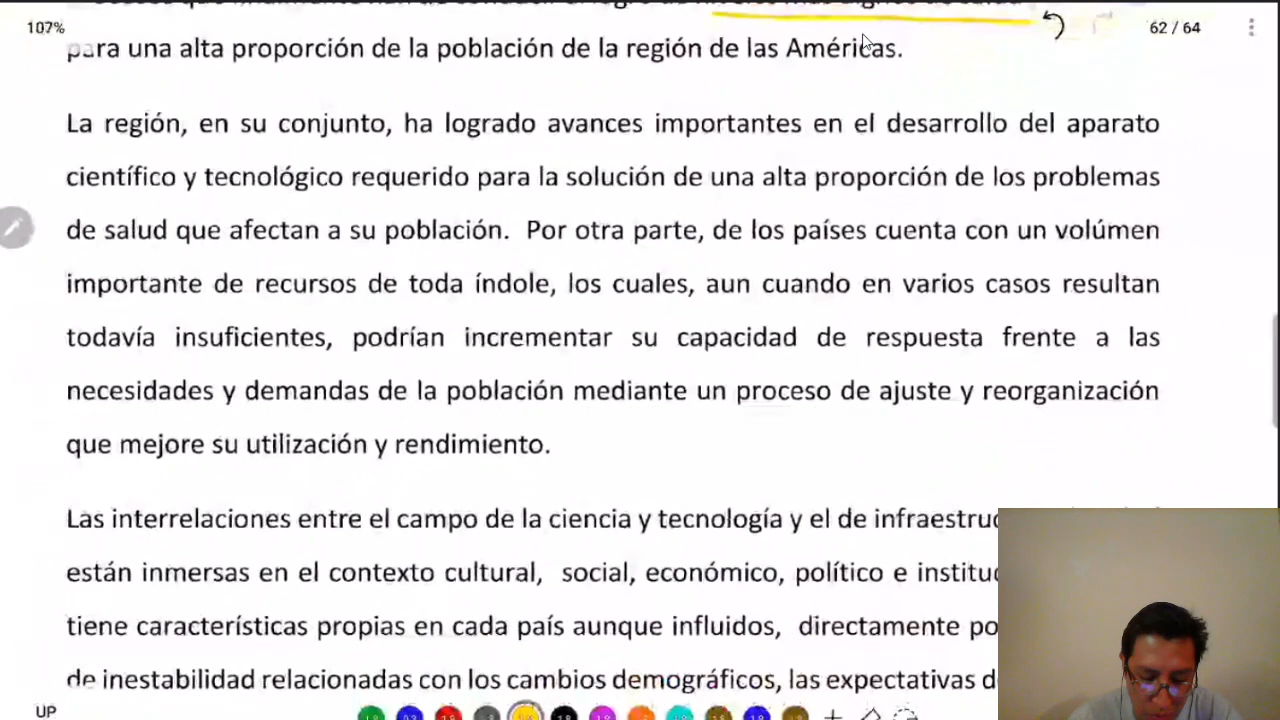 107%
62 / 64
para una alta proporción de la población de la región de las Américas.
La región, en su conjunto, ha logrado avances importantes en el desarrollo del aparato
científico y tecnológico requerido para la solución de una alta proporción de los problemas
de salud que afectan a su población. Por otra parte, de los países cuenta con un volúmen
importante de recursos de toda índole, los cuales, aun cuando en varios casos resultan
todavía insuficientes, podrían incrementar su capacidad de respuesta frente a las
necesidades y demandas de la población mediante un proceso de ajuste y reorganización
que mejore su utilización y rendimiento.
Las interrelaciones entre el campo de la ciencia y tecnología y el de
están inmersas en el contexto cultural, social, económico, político e
tiene características propias en cada país aunque influidos, directamente
de inestabilidad relacionadas con los cambios demográficos, las expectativas
UP